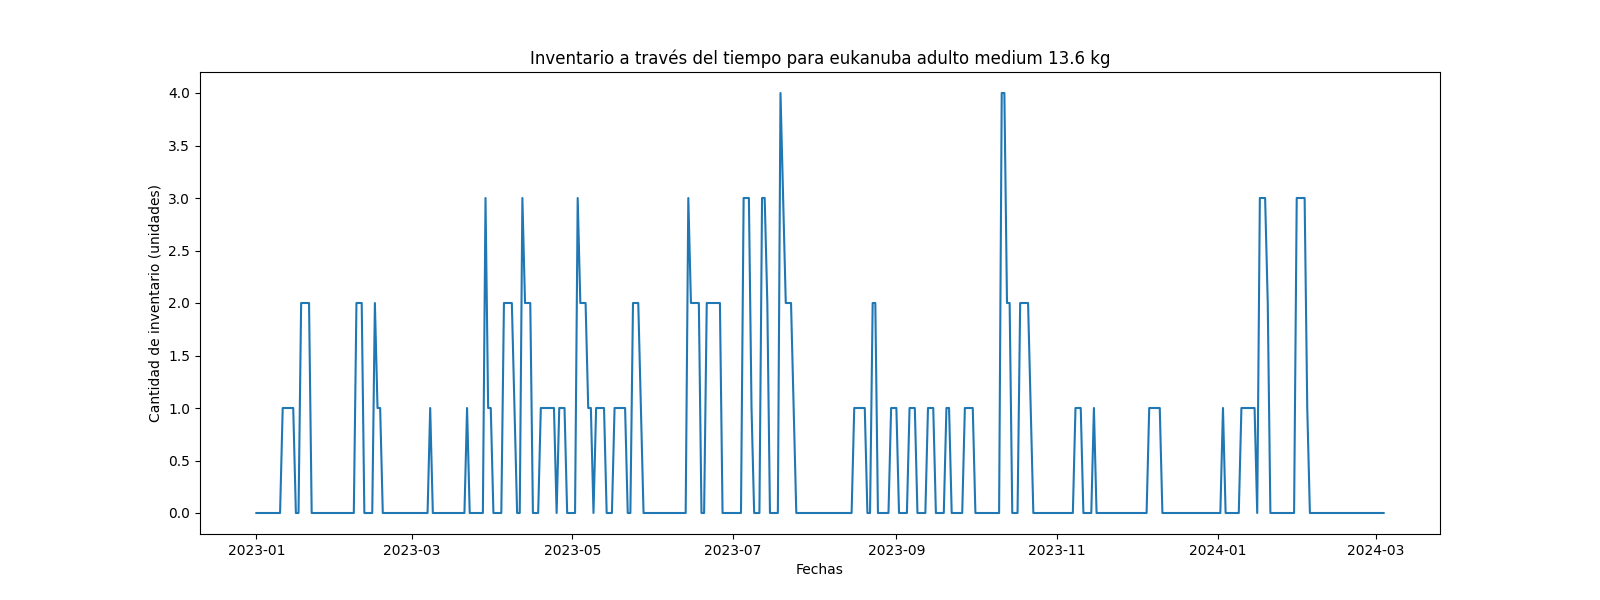 Inventario a través del tiempo para eukanuba adulto medium 13.6 kg
Cantidad de inventario (unidades)
4.0
3.5
3.0
2.5
2.0
1.5
1.0
0.5
0.0
2023-01 2023-03 2023-05 2023-07 2023-09 2023-11 2024-01 2024-03
Fechas